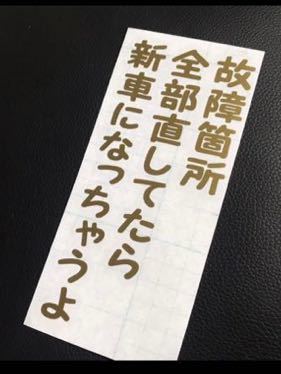 故障箇所
全部直してたら
新車になっちゃうよ